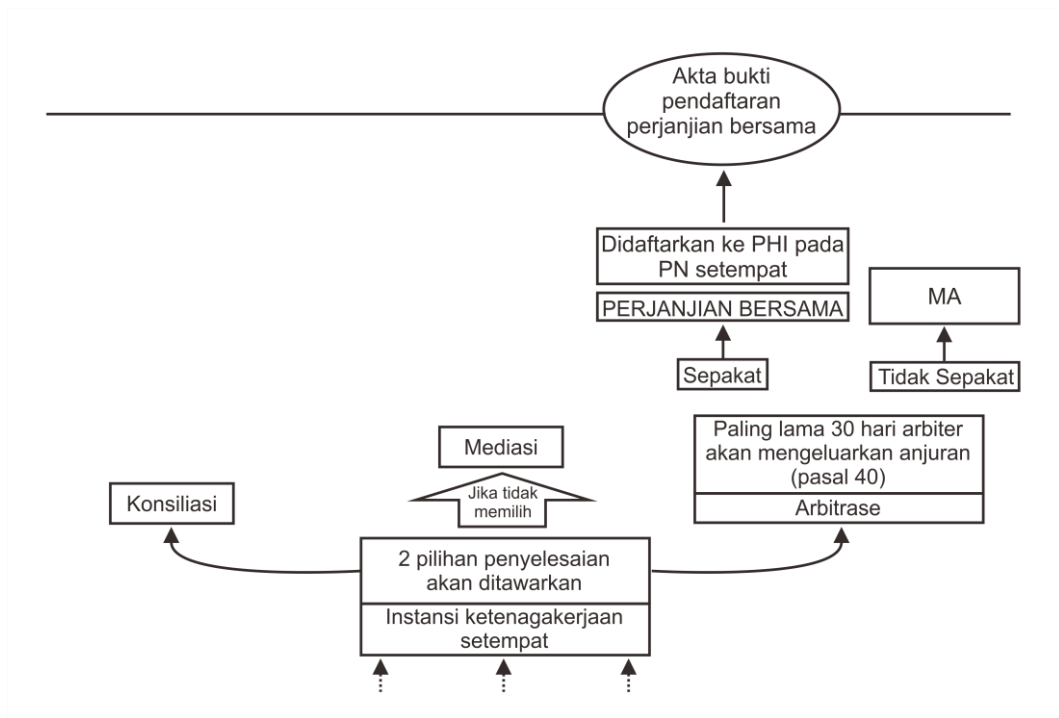 Akta bukti
pendaftaran
perjanjian bersama
Didaftarkan ke PHI pada
PN setempat
PERJANJIAN BERSAMA
MA
Sepakat
Tidak Sepakat
Paling lama 30 hari arbiter
akan mengeluarkan anjuran
(pasal 40)
Arbitrase
Mediasi
Jika tidak
memilih
Konsiliasi
2 pilihan penyelesaian
akan ditawarkan
Instansi ketenagakerjaan
setempat